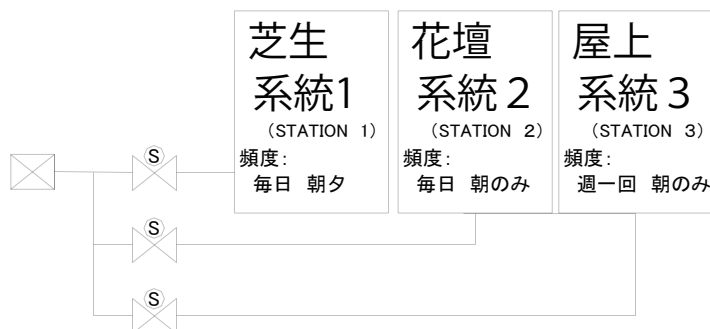 芝生
系統1
（STATION 1）
頻度：
毎日 朝夕
花壇
系統２
（STATION 2）
頻度：
毎日 朝のみ
屋上
系統３
（STATION 3）
頻度：
週一回 朝のみ
S
S
S